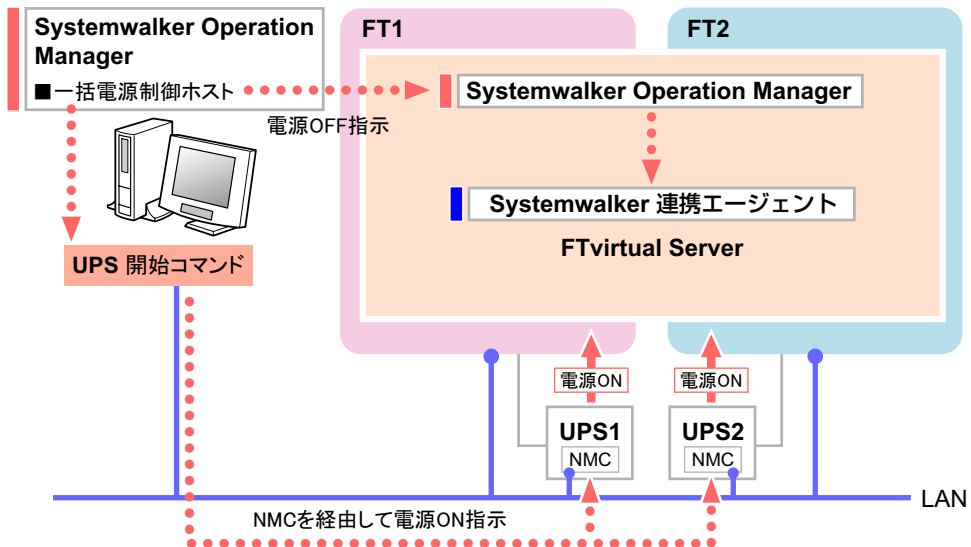 Systemwalker Operation
Manager
■一括電源制御ホスト
電源OFF指示
UPS 開始コマンド
FT1
FT2
Systemwalker Operation Manager
Systemwalker 連携エージェント
FTvirtual Server
電源ON
電源ON
UPS1
NMC
UPS2
NMC
LAN
NMCを経由して電源ON指示